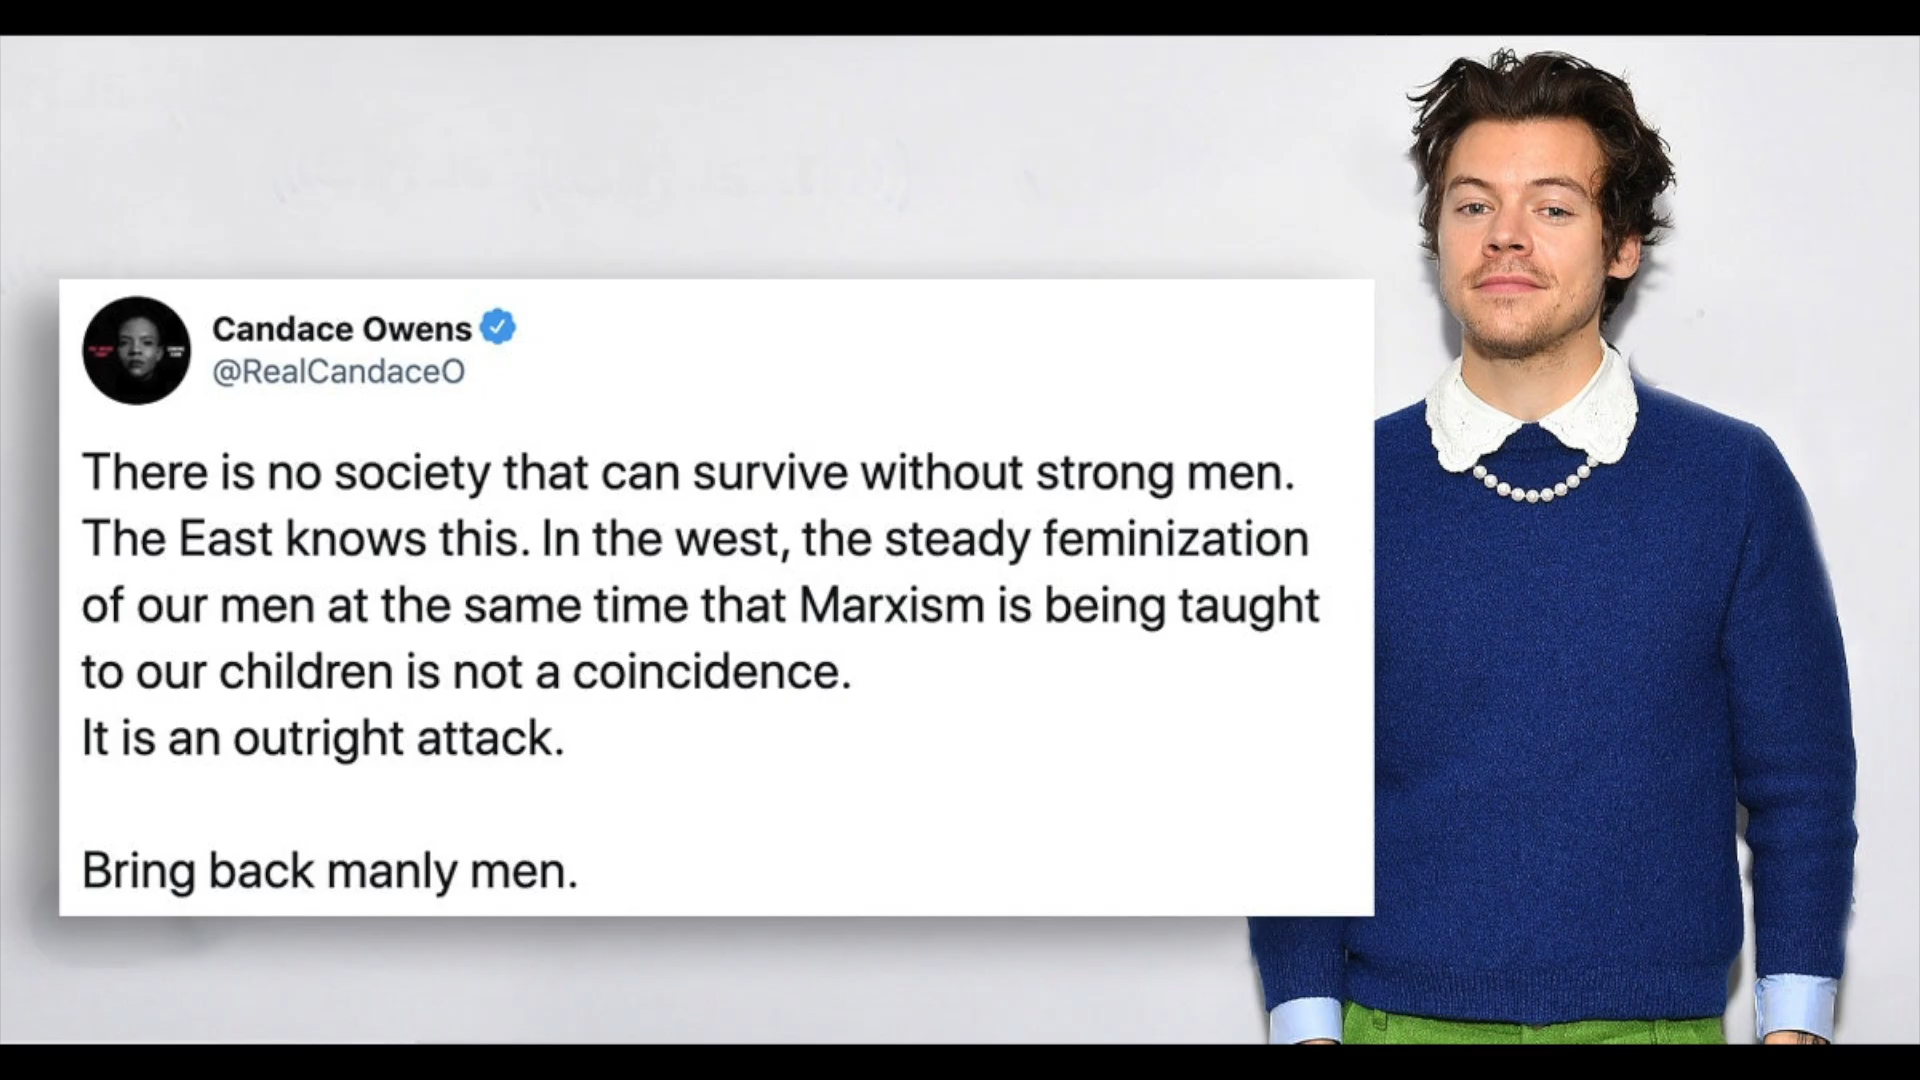 Candace Owens
@RealCandaceO
There is no society that can survive without strong men.
The East knows this. In the west, the steady feminization
of our men at the same time that Marxism is being taught
to our children is not a coincidence.
It is an outright attack.
Bring back manly men.